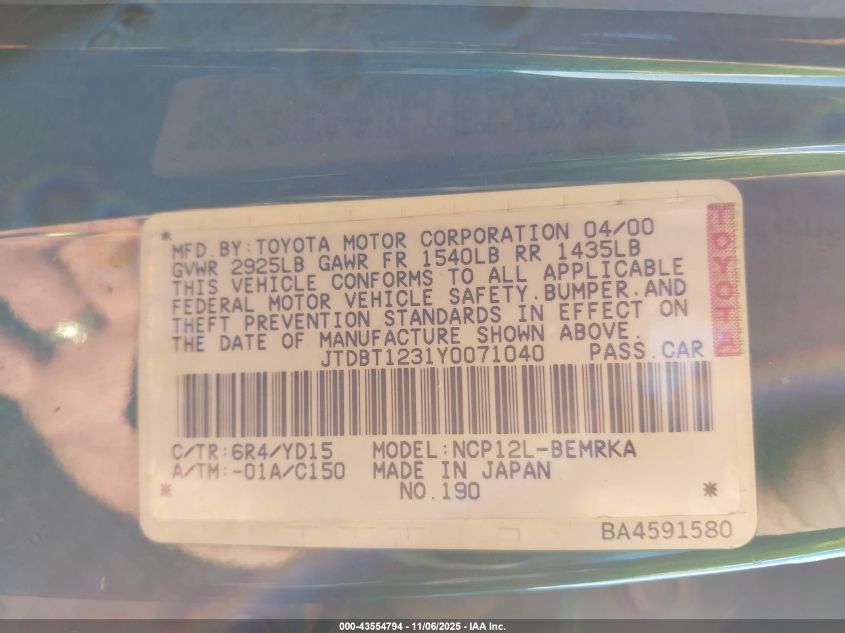 MFD. BY: TOYOTA MOTOR CORPORATION 04/00
GVWR 2925LB GAWR FR 1540LB RR 1435LB
THIS VEHICLE CONFORMS TO ALL APPLICABLE
FEDERAL MOTOR VEHICLE SAFETY, BUMPER, AND
THEFT PREVENTION STANDARDS IN EFFECT ON
THE DATE OF MANUFACTURE SHOWN ABOVE.
JTDBT1231Y0071040 PASS. CAR
TOYOTA
C/TR: 6R4/YD15 MODEL: NCP12L-BEMRKA
A/TM: -01A/C150 MADE IN JAPAN
* NO. 190 *
BA4591580
000-43554794 - 11/06/2025 - IAA Inc.